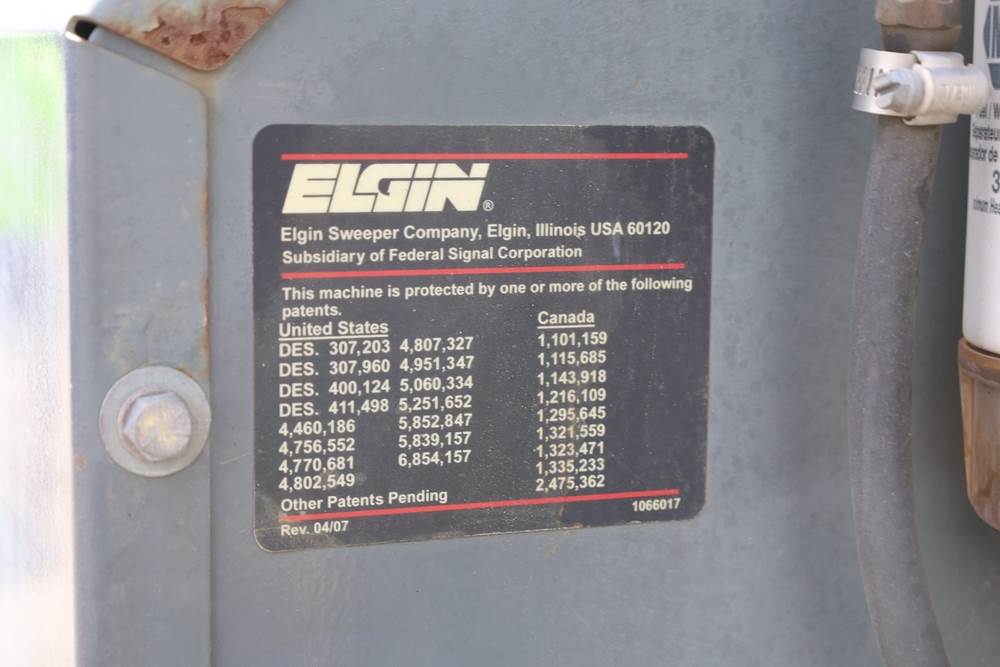 ELGIN®
Elgin Sweeper Company, Elgin, Illinois USA 60120
Subsidiary of Federal Signal Corporation
This machine is protected by one or more of the following
patents.
United States
DES. 307,203 4,807,327
DES. 307,960 4,951,347
DES. 400,124 5,060,334
DES. 411,498 5,251,652
4,460,186 5,852,847
4,756,552 5,839,157
4,770,681 6,854,157
4,802,549
Canada
1,101,159
1,115,685
1,143,918
1,216,109
1,295,645
1,321,559
1,323,471
1,335,233
2,475,362
Other Patents Pending
Rev. 04/07
1066017